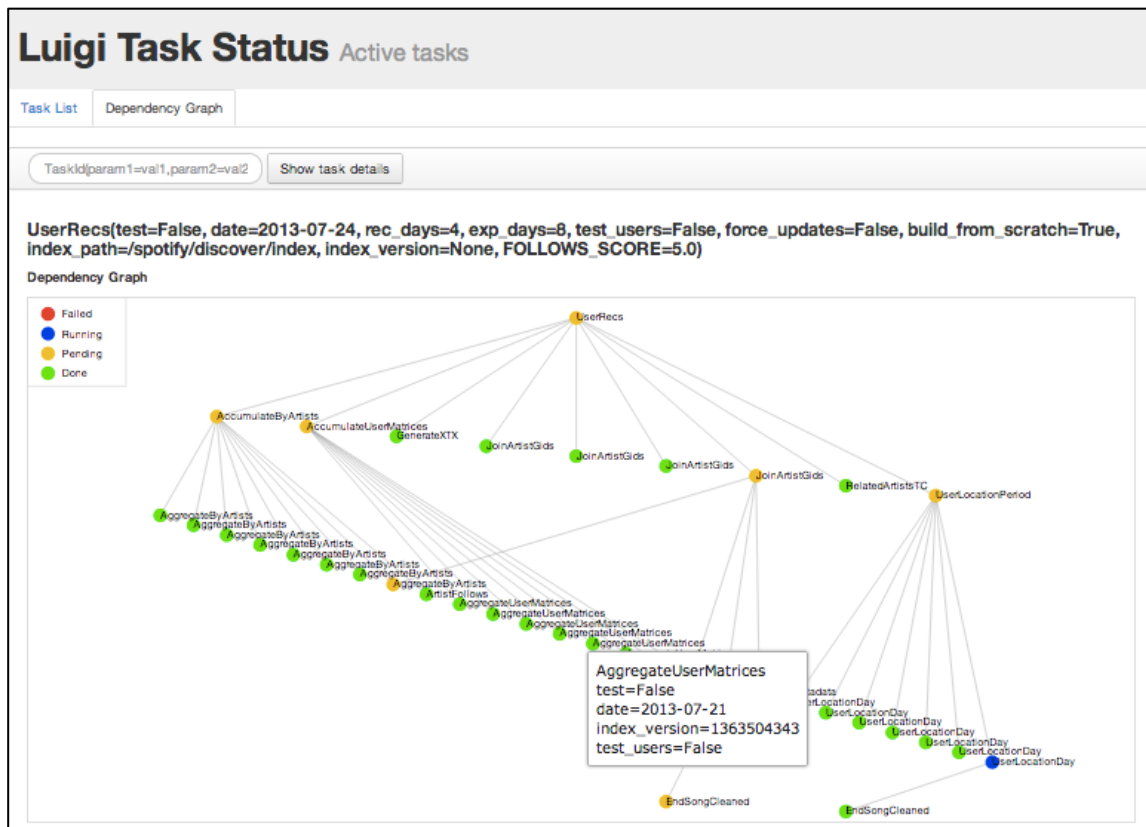 Luigi Task Status Active tasks
Task List Dependency Graph
TaskId(param1=val1,param2=val2 Show task details
UserRecs(test=False, date=2013-07-24, rec_days=4, exp_days=8, test_users=False, force_updates=False, build_from_scratch=True,
index_path=/spotify/discover/index, index_version=None, FOLLOWS_SCORE=5.0)
Dependency Graph
Failed
Running
Pending
Done
UserRecs
AccumulateByArtists
AccumulateUserMatrices
GenerateXTX
JoinArtistGids
JoinArtistGids
JoinArtistGids
JoinArtistGids
RelatedArtistsTC
UserLocationPeriod
AggregateByArtists
AggregateByArtists
AggregateByArtists
AggregateByArtists
AggregateByArtists
AggregateByArtists
AggregateByArtists
AggregateByArtists
ArtistFollows
AggregateUserMatrices
AggregateUserMatrices
AggregateUserMatrices
AggregateUserMatrices
AggregateUserMatrices
AggregateUserMatrices
test=False
date=2013-07-21
index_version=1363504343
test_users=False
UserLocationDay
UserLocationDay
UserLocationDay
UserLocationDay
UserLocationDay
UserLocationDay
EndSongCleaned
EndSongCleaned